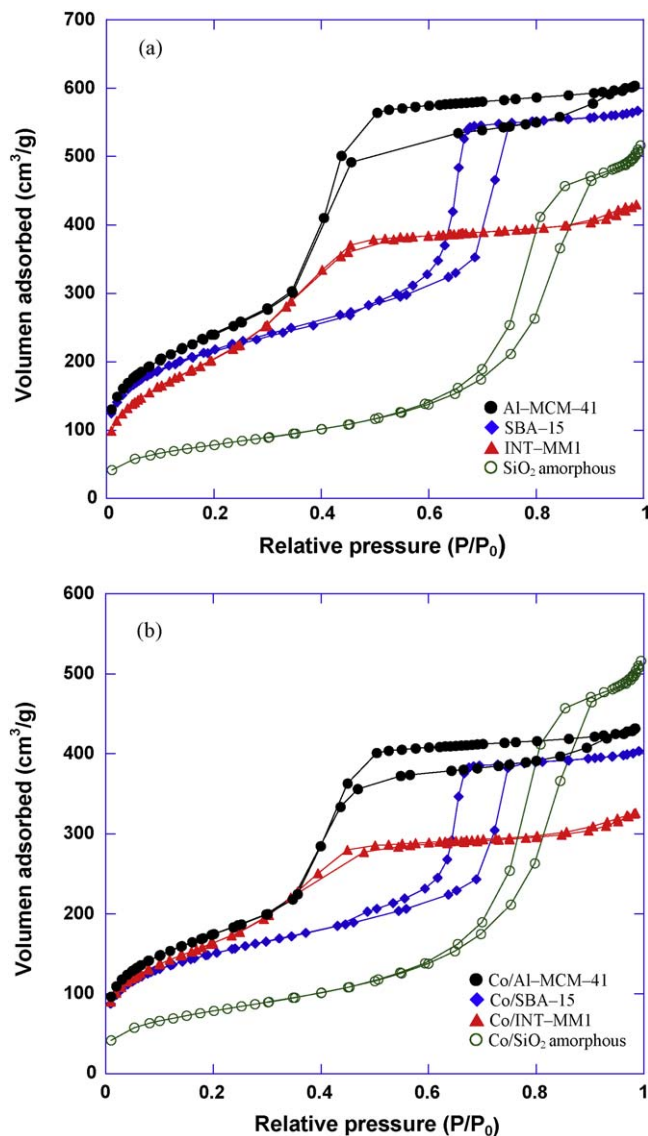 700
(a)
600
500
400
300
200
100
0
Volumen adsorbed (cm³/g)
Al–MCM–41
SBA–15
INT–MM1
SiO₂ amorphous
0 0.2 0.4 0.6 0.8 1
Relative pressure (P/P₀)
600
(b)
500
400
300
200
100
0
Volumen adsorbed (cm³/g)
Co/Al–MCM–41
Co/SBA–15
Co/INT–MM1
Co/SiO₂ amorphous
0 0.2 0.4 0.6 0.8 1
Relative pressure (P/P₀)